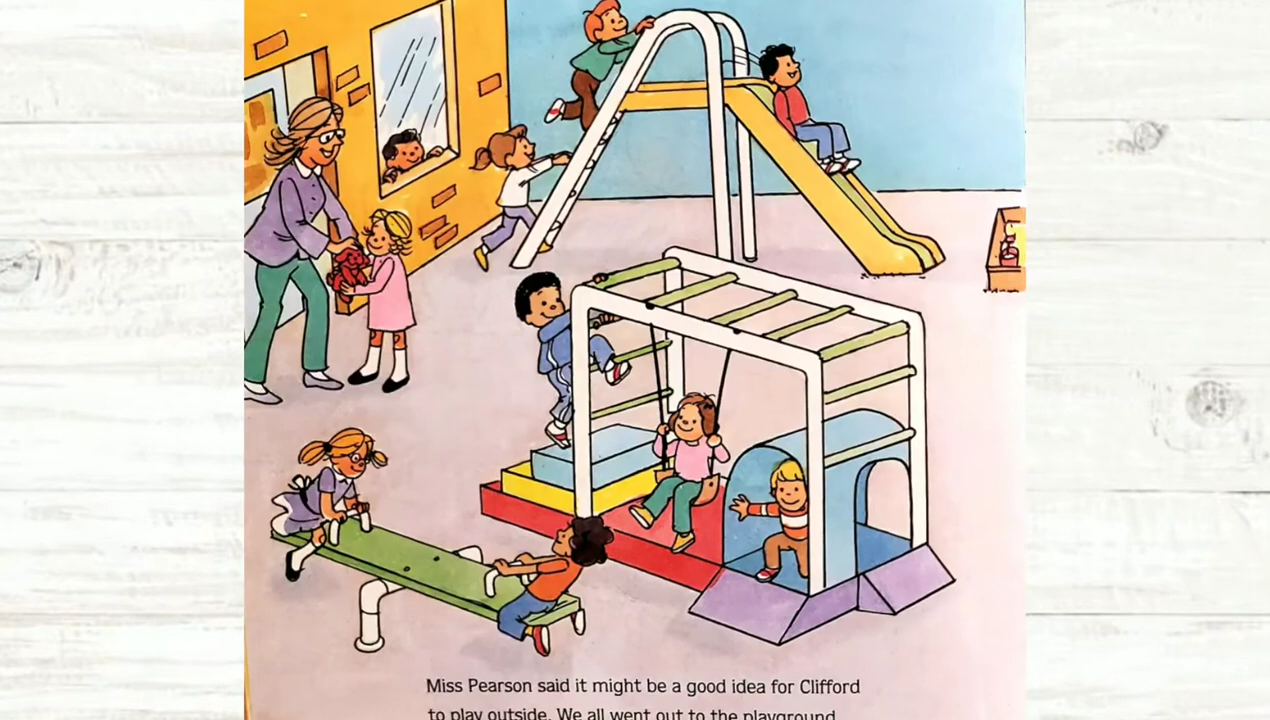 Miss Pearson said it might be a good idea for Clifford
to play outside. We all went out to the playground